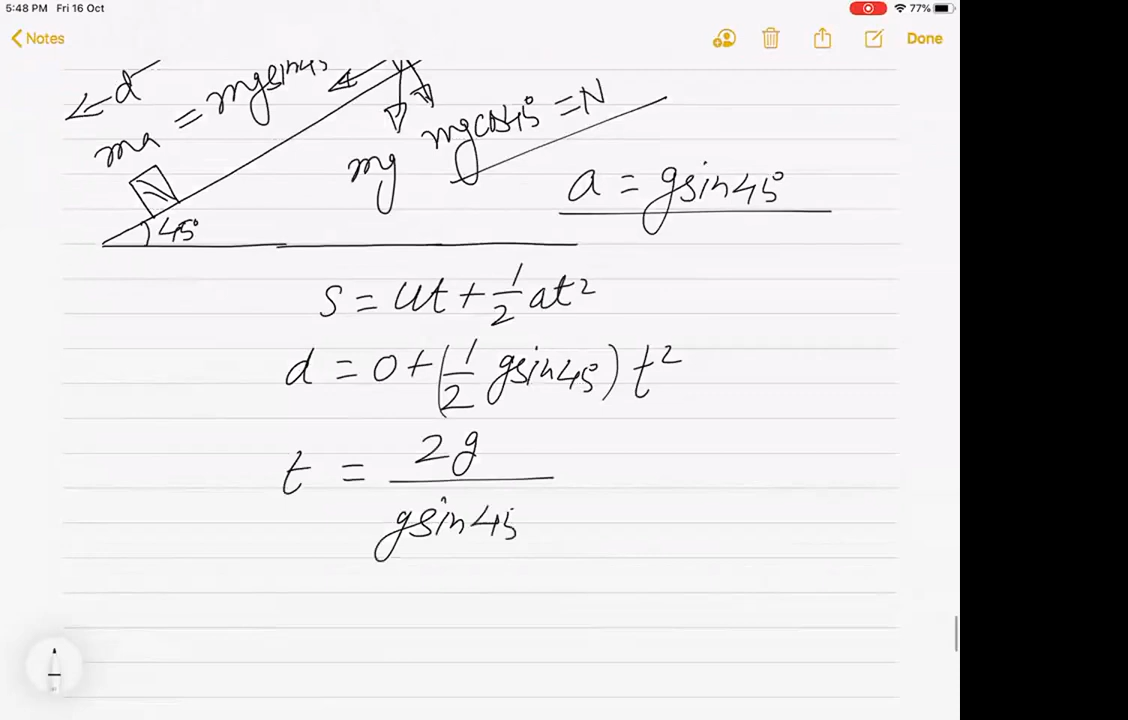 5:48 PM Fri 16 Oct
77%
Notes
Done
d
ma = mgsin45
mg
mgcos45° = N
a = gsin45°
45°
s = ut + 1/2 at²
d = 0 + (1/2 gsin45) t²
t = 2g / gsin45